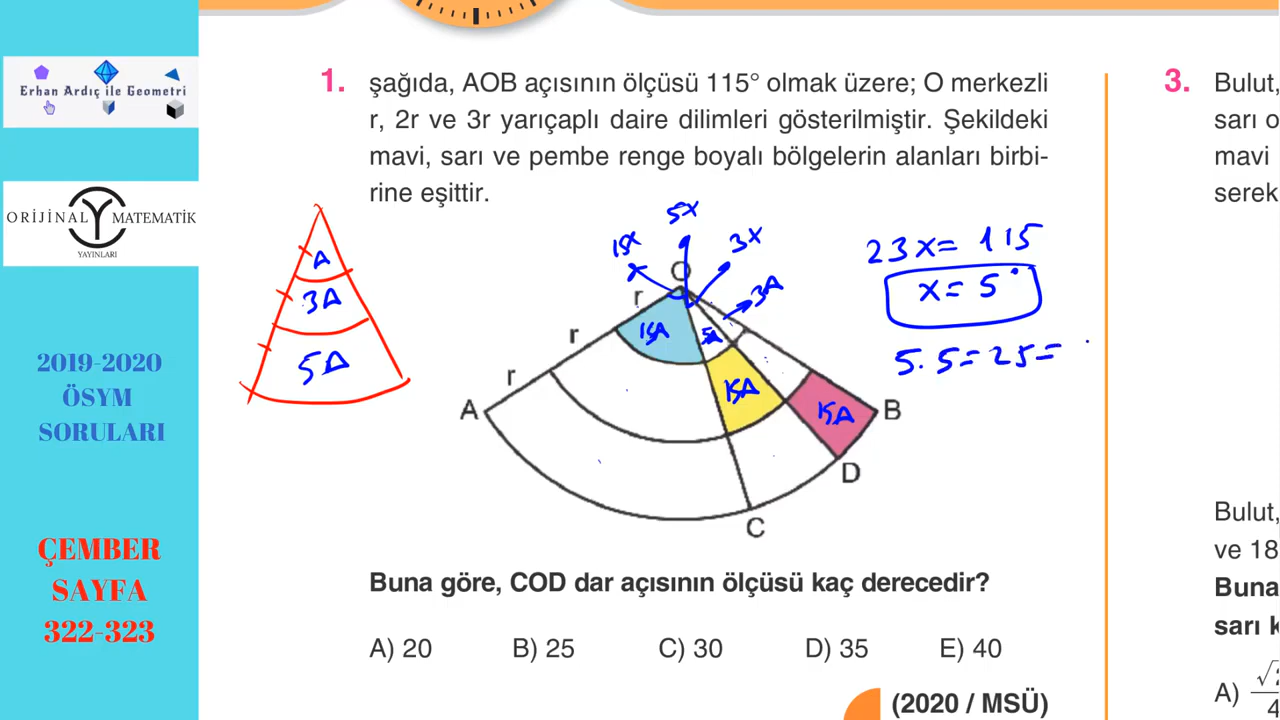 Erhan Ardıç ile Geometri
ORİJİNAL Y MATEMATİK
YAYINLARI
2019-2020
ÖSYM
SORULARI
ÇEMBER
SAYFA
322-323
1. şağıda, AOB açısının ölçüsü 115° olmak üzere; O merkezli
r, 2r ve 3r yarıçaplı daire dilimleri gösterilmiştir. Şekildeki
mavi, sarı ve pembe renge boyalı bölgelerin alanları birbi-
rine eşittir.
A
3A
5A
15x
5x
3x
O
3A
r
r
r
15A
5A
15A
15A
A
B
D
C
23x= 115
x= 5°
5.5=25=
Buna göre, COD dar açısının ölçüsü kaç derecedir?
A) 20 B) 25 C) 30 D) 35 E) 40
(2020 / MSÜ)
3. Bulut,
sarı o
mavi
serek
Bulut,
ve 18
Buna
sarı k
A) √2
4